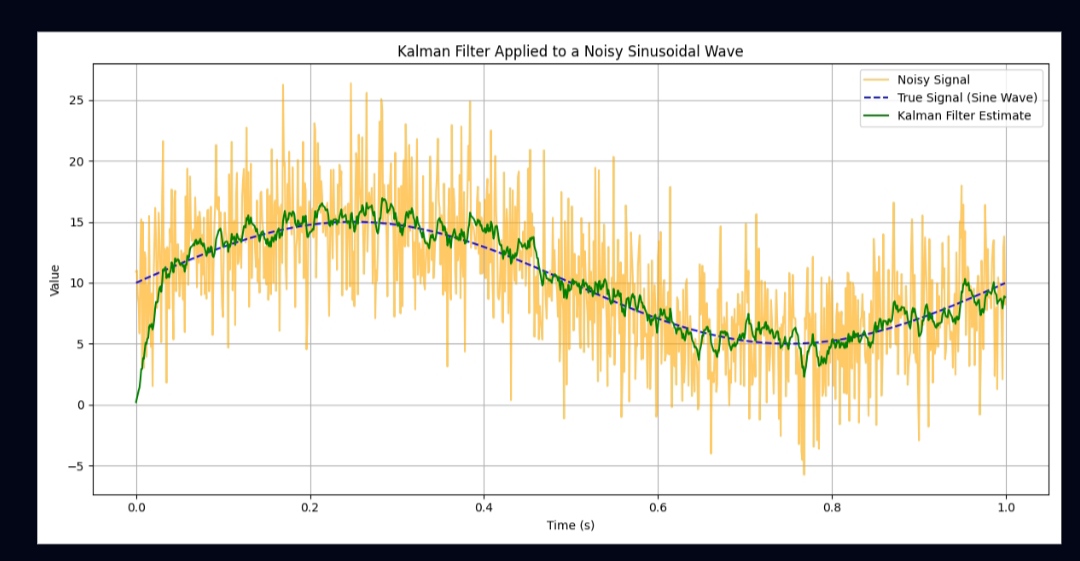 Kalman Filter Applied to a Noisy Sinusoidal Wave
Noisy Signal
True Signal (Sine Wave)
Kalman Filter Estimate
25
20
15
10
5
0
−5
Value
0.0 0.2 0.4 0.6 0.8 1.0
Time (s)